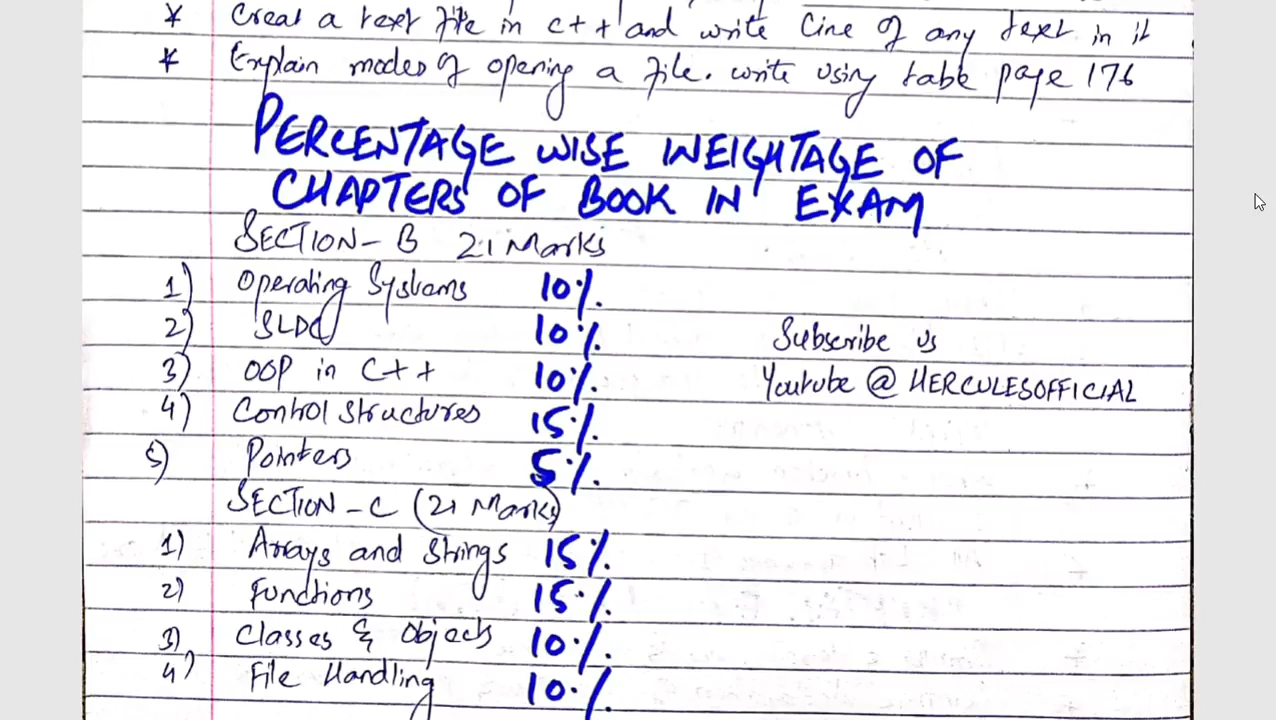 * Creat a text file in c++ and write line of any text in it
* Explain modes of opening a file. write using table page 176
PERCENTAGE WISE WEIGHTAGE OF
CHAPTERS OF BOOK IN EXAM
SECTION-B 21 Marks
1) Operating Systems 10%.
2) SLDC 10%.
Subscribe us
3) OOP in C++ 10%.
Youtube @ HERCULESOFFICIAL
4) Control structures 15%.
5) Pointers 5%.
SECTION-C (21 Marks)
1) Arrays and Strings 15%.
2) Functions 15%.
3) Classes & Objects 10%.
4) File Handling 10%.